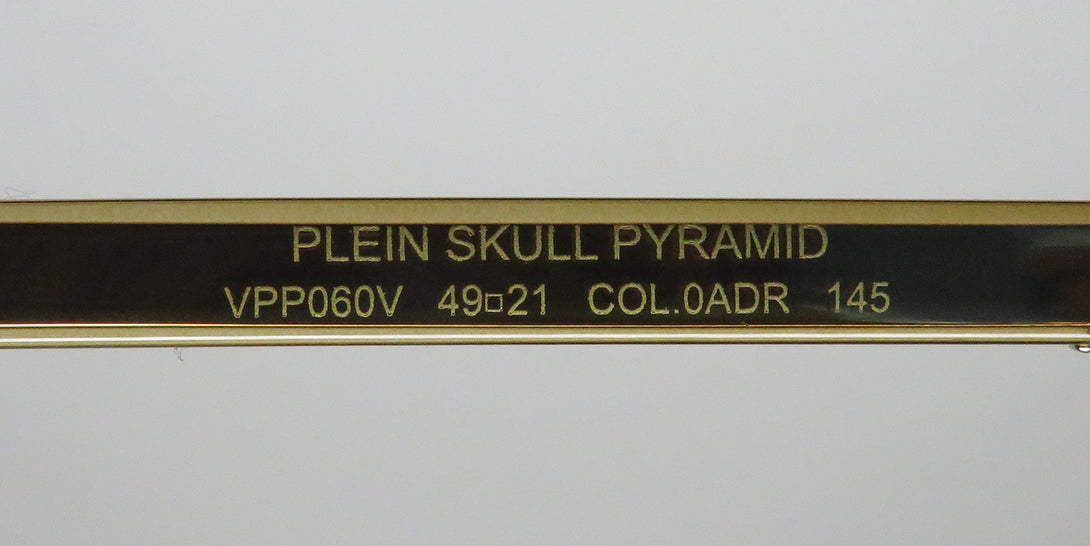 PLEIN SKULL PYRAMID
VPP060V 49□21 COL.0ADR 145